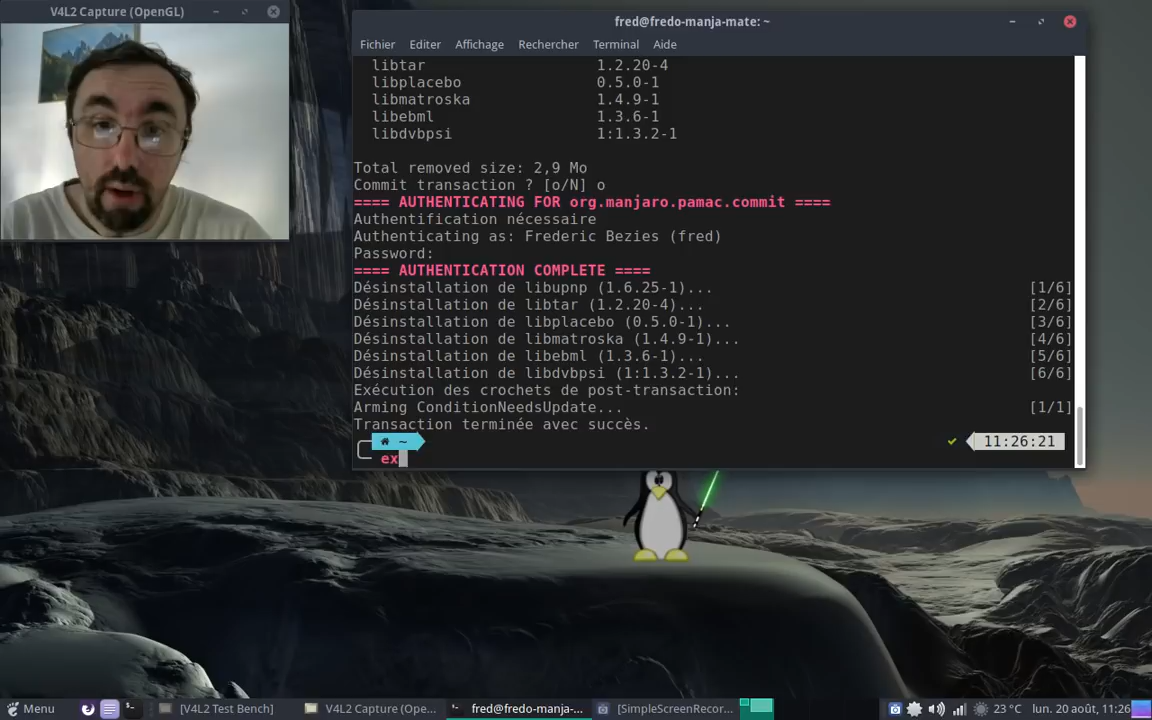 V4L2 Capture (OpenGL)
fred@fredo-manja-mate: ~
Fichier Editer Affichage Rechercher Terminal Aide
libtar 1.2.20-4
libplacebo 0.5.0-1
libmatroska 1.4.9-1
libebml 1.3.6-1
libdvbpsi 1:1.3.2-1
Total removed size: 2,9 Mo
Commit transaction ? [o/N] o
==== AUTHENTICATING FOR org.manjaro.pamac.commit ====
Authentification nécessaire
Authenticating as: Frederic Bezies (fred)
Password:
==== AUTHENTICATION COMPLETE ====
Désinstallation de libupnp (1.6.25-1)... [1/6]
Désinstallation de libtar (1.2.20-4)... [2/6]
Désinstallation de libplacebo (0.5.0-1)... [3/6]
Désinstallation de libmatroska (1.4.9-1)... [4/6]
Désinstallation de libebml (1.3.6-1)... [5/6]
Désinstallation de libdvbpsi (1:1.3.2-1)... [6/6]
Exécution des crochets de post-transaction:
Arming ConditionNeedsUpdate... [1/1]
Transaction terminée avec succès.
~ 11:26:21
ex
Menu [V4L2 Test Bench] V4L2 Capture (Ope... fred@fredo-manja-... [SimpleScreenRecor... 23 °C lun. 20 août, 11:26